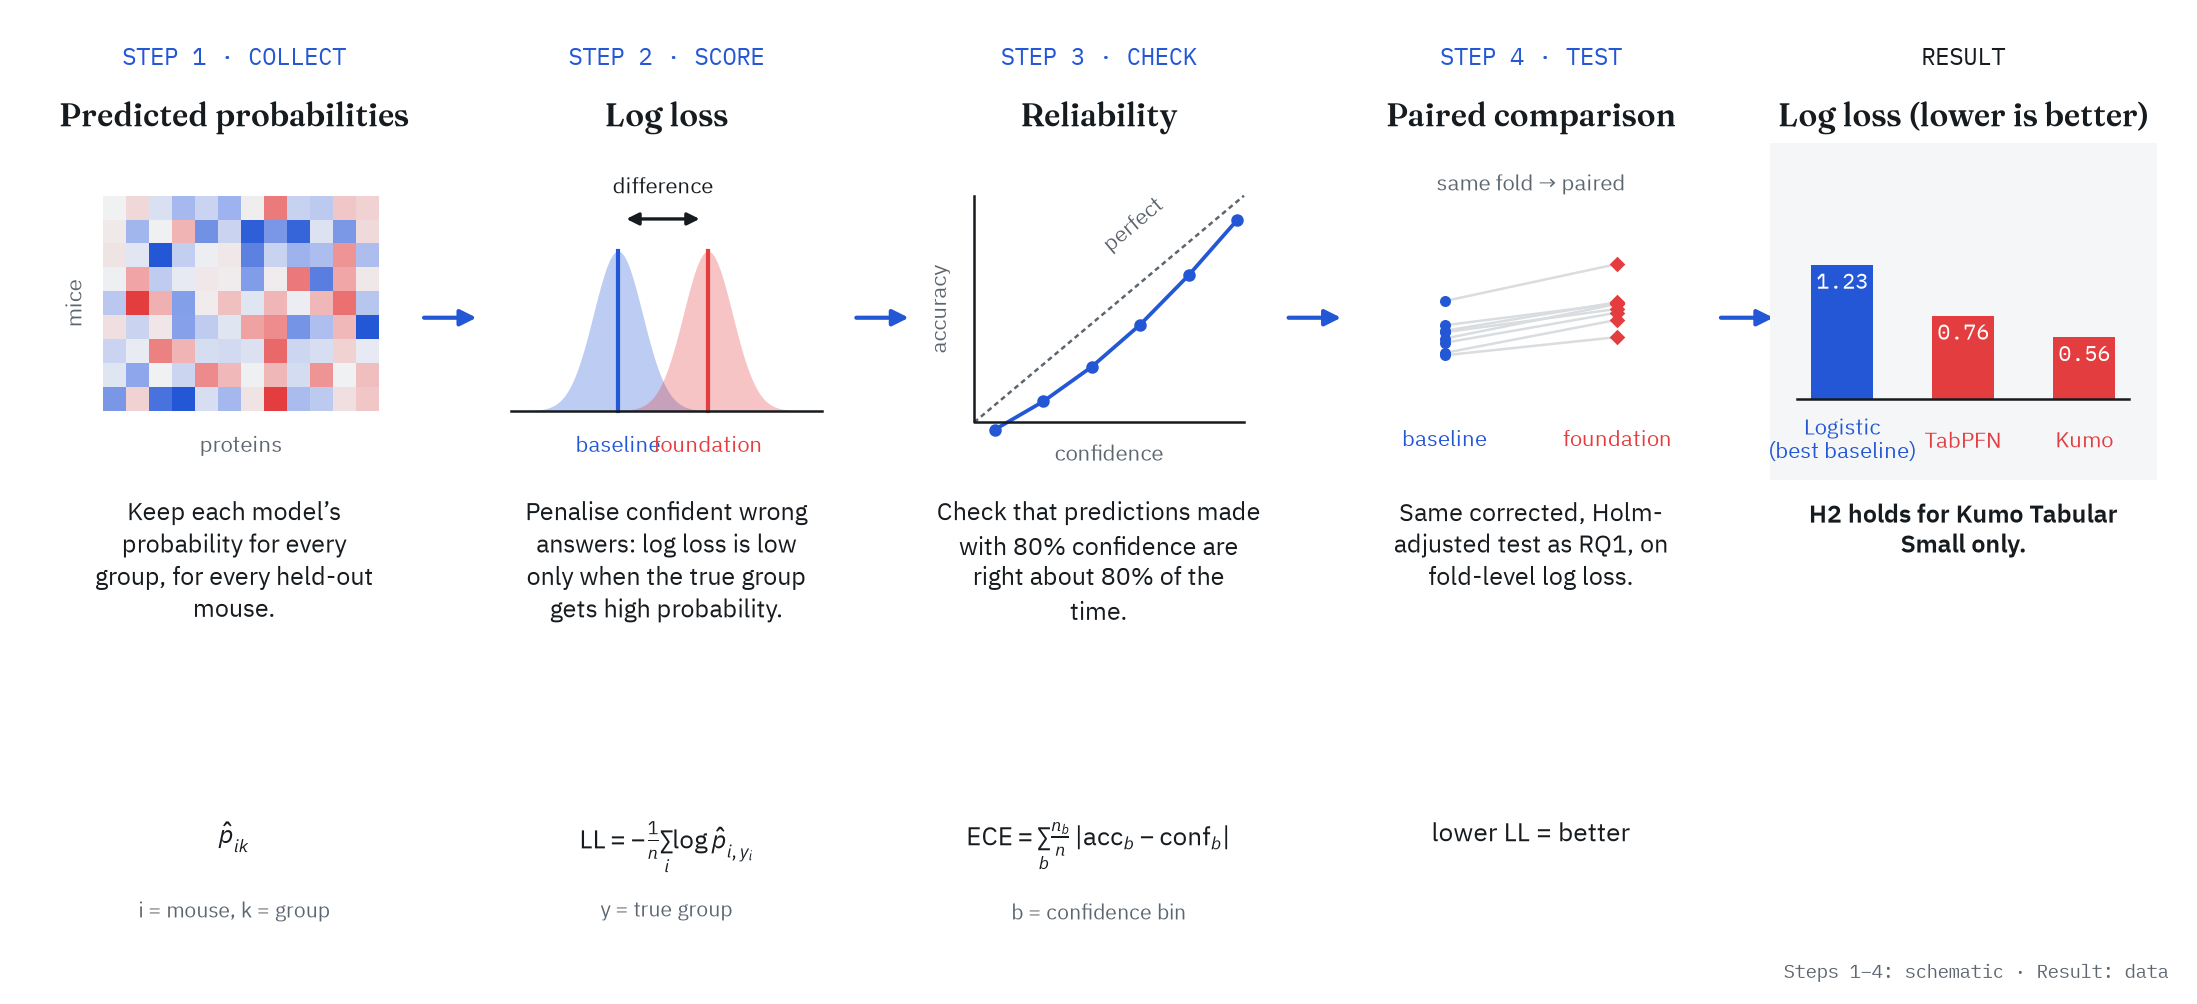 STEP 1 · COLLECT
Predicted probabilities
mice
proteins
Keep each model’s
probability for every
group, for every held-out
mouse.
p̂ᵢₖ
i = mouse, k = group
STEP 2 · SCORE
Log loss
difference
baseline
foundation
Penalise confident wrong
answers: log loss is low
only when the true group
gets high probability.
LL = −1/n ∑_i log p̂_{i, y_i}
y = true group
STEP 3 · CHECK
Reliability
perfect
accuracy
confidence
Check that predictions made
with 80% confidence are
right about 80% of the
time.
ECE = ∑_b n_b/n |acc_b − conf_b|
b = confidence bin
STEP 4 · TEST
Paired comparison
same fold → paired
baseline
foundation
Same corrected, Holm-
adjusted test as RQ1, on
fold-level log loss.
lower LL = better
RESULT
Log loss (lower is better)
1.23
0.76
0.56
Logistic
(best baseline)
TabPFN
Kumo
H2 holds for Kumo Tabular
Small only.
Steps 1–4: schematic · Result: data